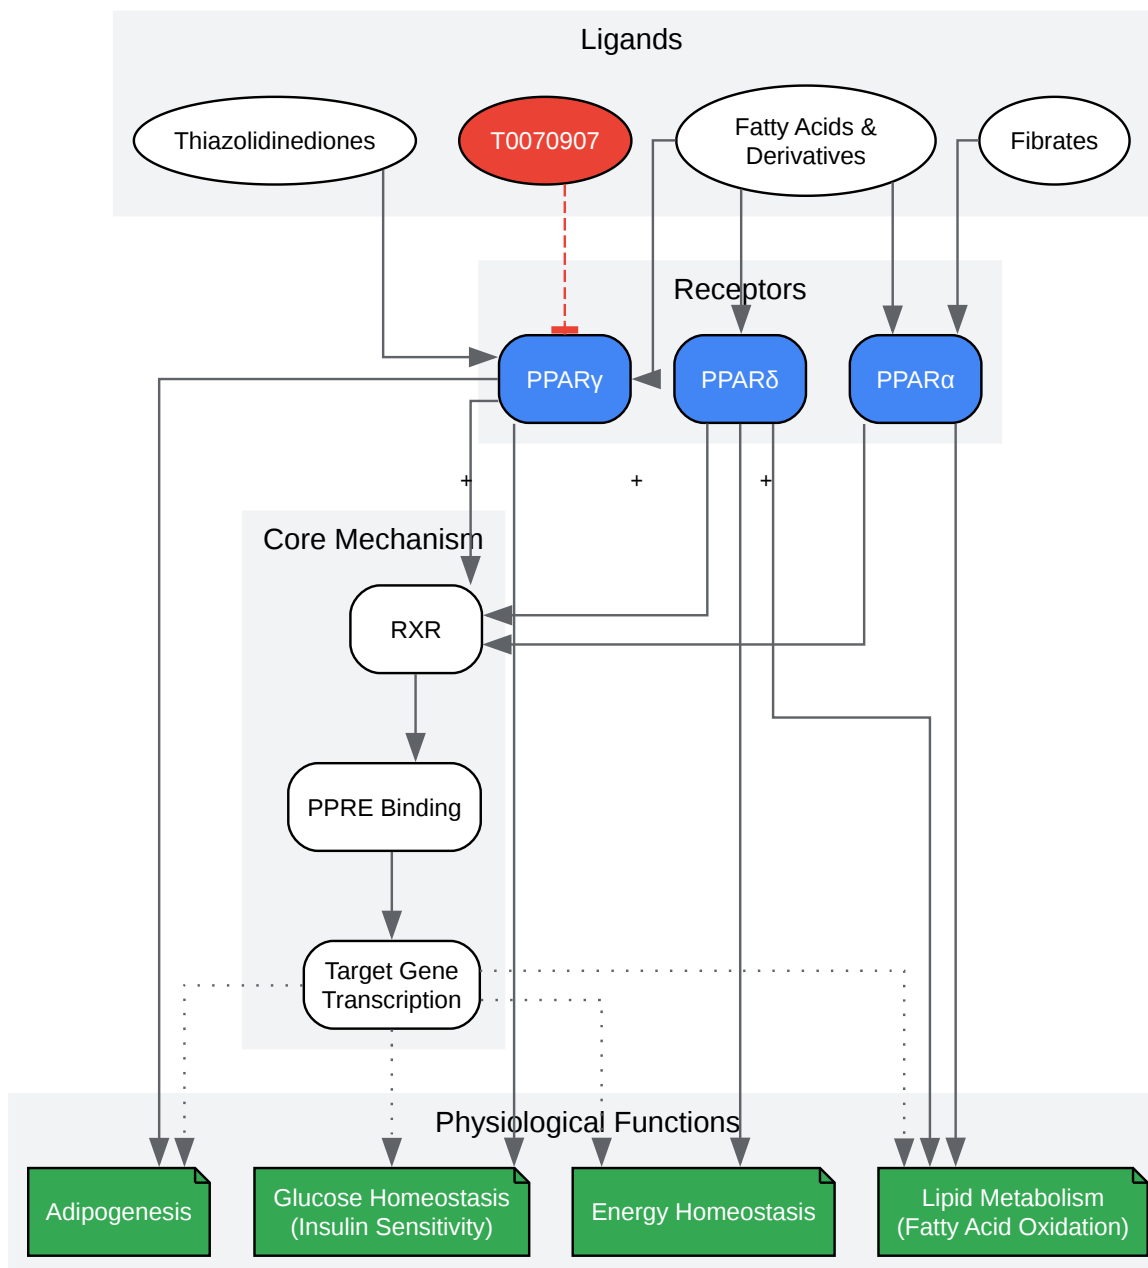 Ligands
Thiazolidinediones
T0070907
Fatty Acids &
Derivatives
Fibrates
Receptors
PPARγ
PPARδ
PPARα
+
+
+
Core Mechanism
RXR
PPRE Binding
Target Gene
Transcription
Physiological Functions
Adipogenesis
Glucose Homeostasis
(Insulin Sensitivity)
Energy Homeostasis
Lipid Metabolism
(Fatty Acid Oxidation)